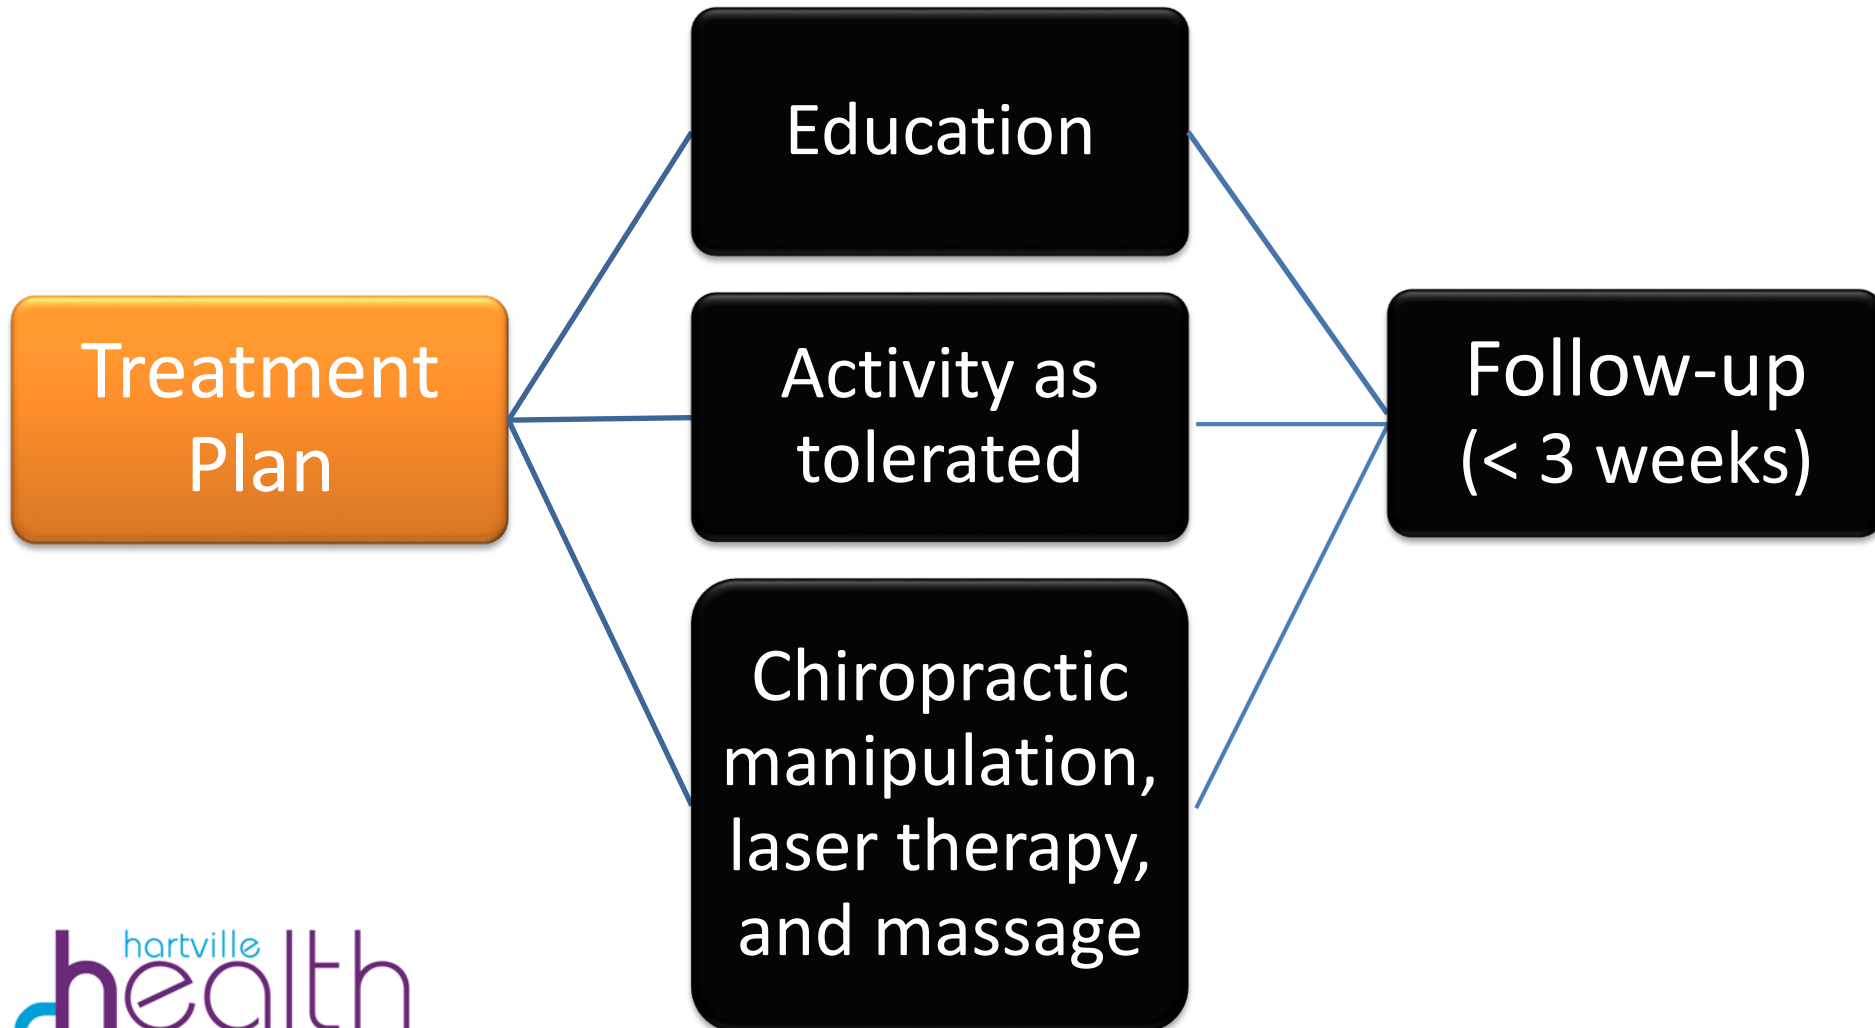 Treatment
Plan
Education
Activity as
tolerated
Chiropractic
manipulation,
laser therapy,
and massage
Follow-up
(< 3 weeks)
hartville
health